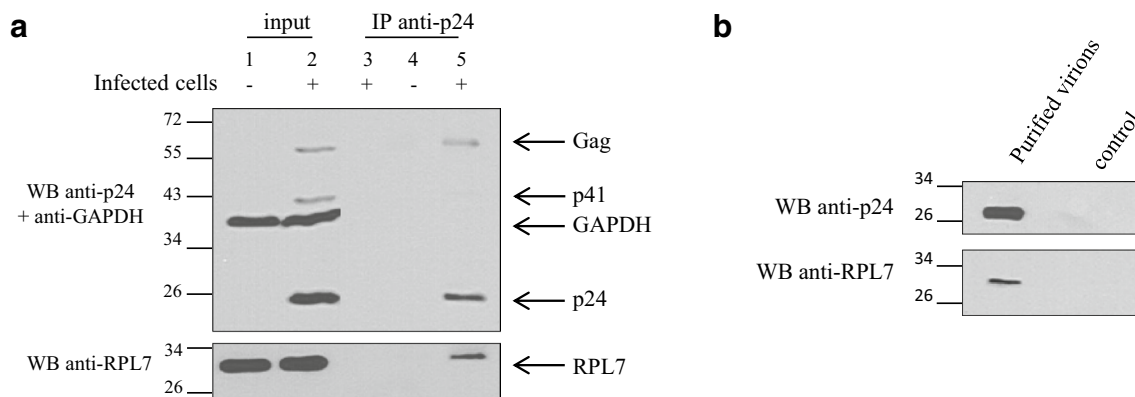 a
input
IP anti-p24
1 2 3 4 5
Infected cells - + + - +
72
55
43
34
26
WB anti-p24
+ anti-GAPDH
Gag
p41
GAPDH
p24
WB anti-RPL7
34
26
RPL7
b
Purified virions
control
WB anti-p24
34
26
WB anti-RPL7
34
26